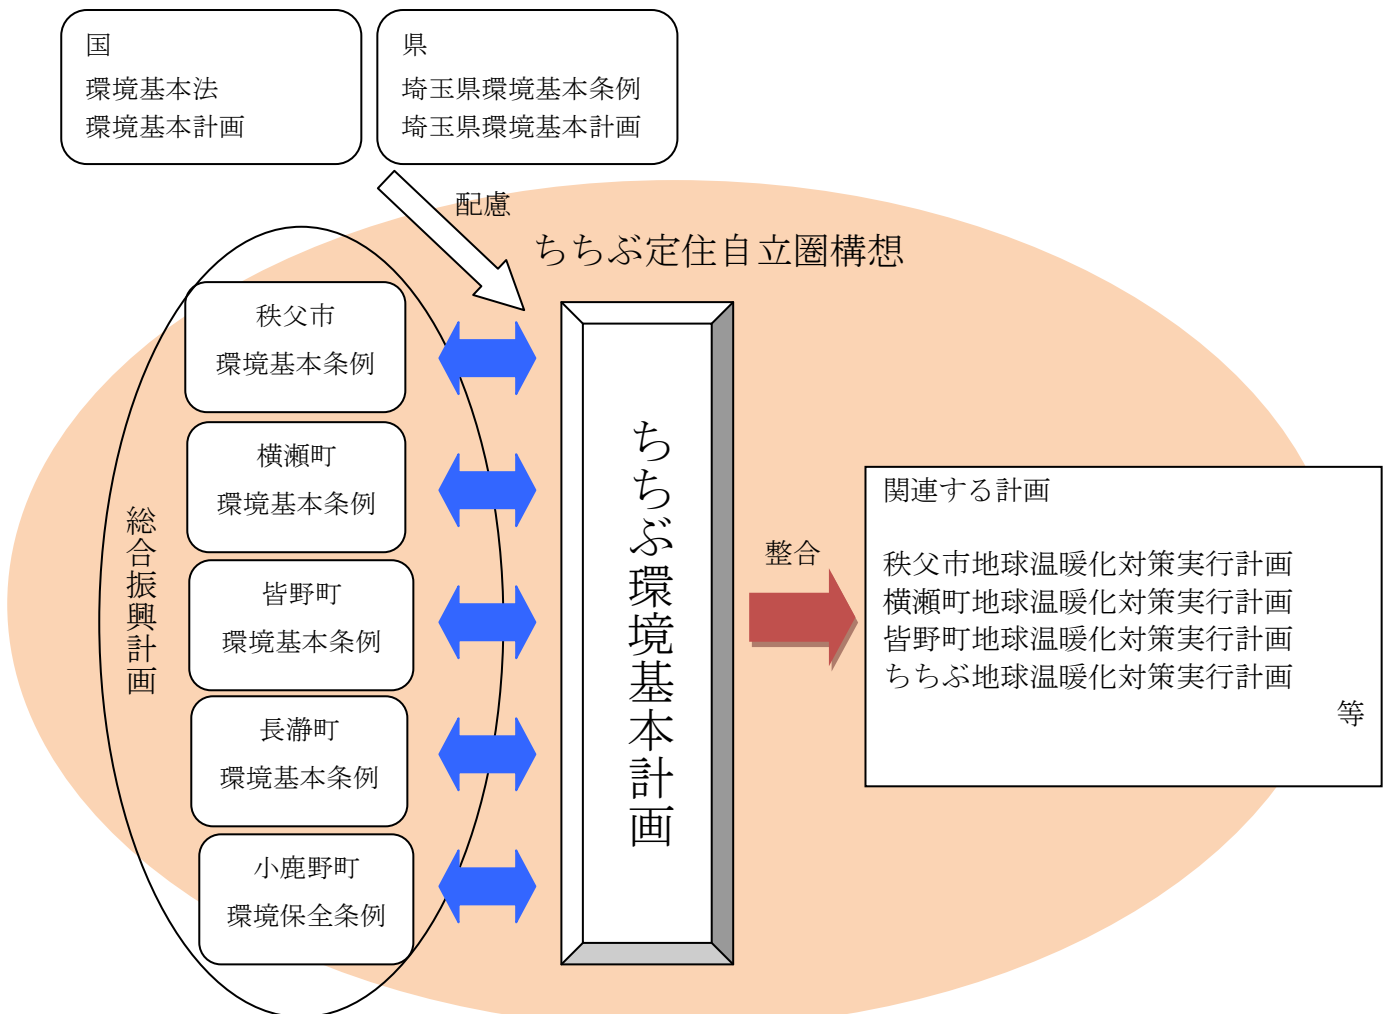 国
環境基本法
環境基本計画
県
埼玉県環境基本条例
埼玉県環境基本計画
配慮
ちちぶ定住自立圏構想
総合振興計画
秩父市
環境基本条例
横瀬町
環境基本条例
皆野町
環境基本条例
長瀞町
環境基本条例
小鹿野町
環境保全条例
ちちぶ環境基本計画
整合
関連する計画
秩父市地球温暖化対策実行計画
横瀬町地球温暖化対策実行計画
皆野町地球温暖化対策実行計画
ちちぶ地球温暖化対策実行計画
等